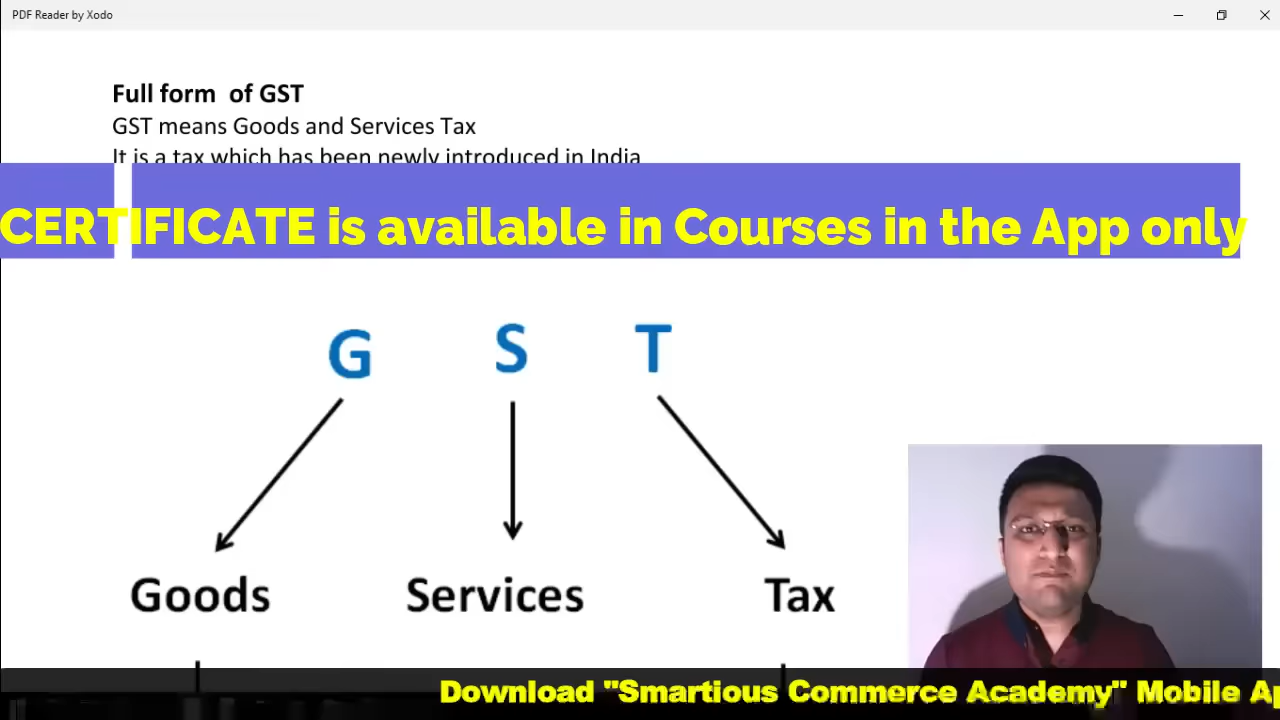 PDF Reader by Xodo
Full form of GST
GST means Goods and Services Tax
It is a tax which has been newly introduced in India
CERTIFICATE is available in Courses in the App only
G S T
Goods Services Tax
Download "Smartious Commerce Academy" Mobile Ap